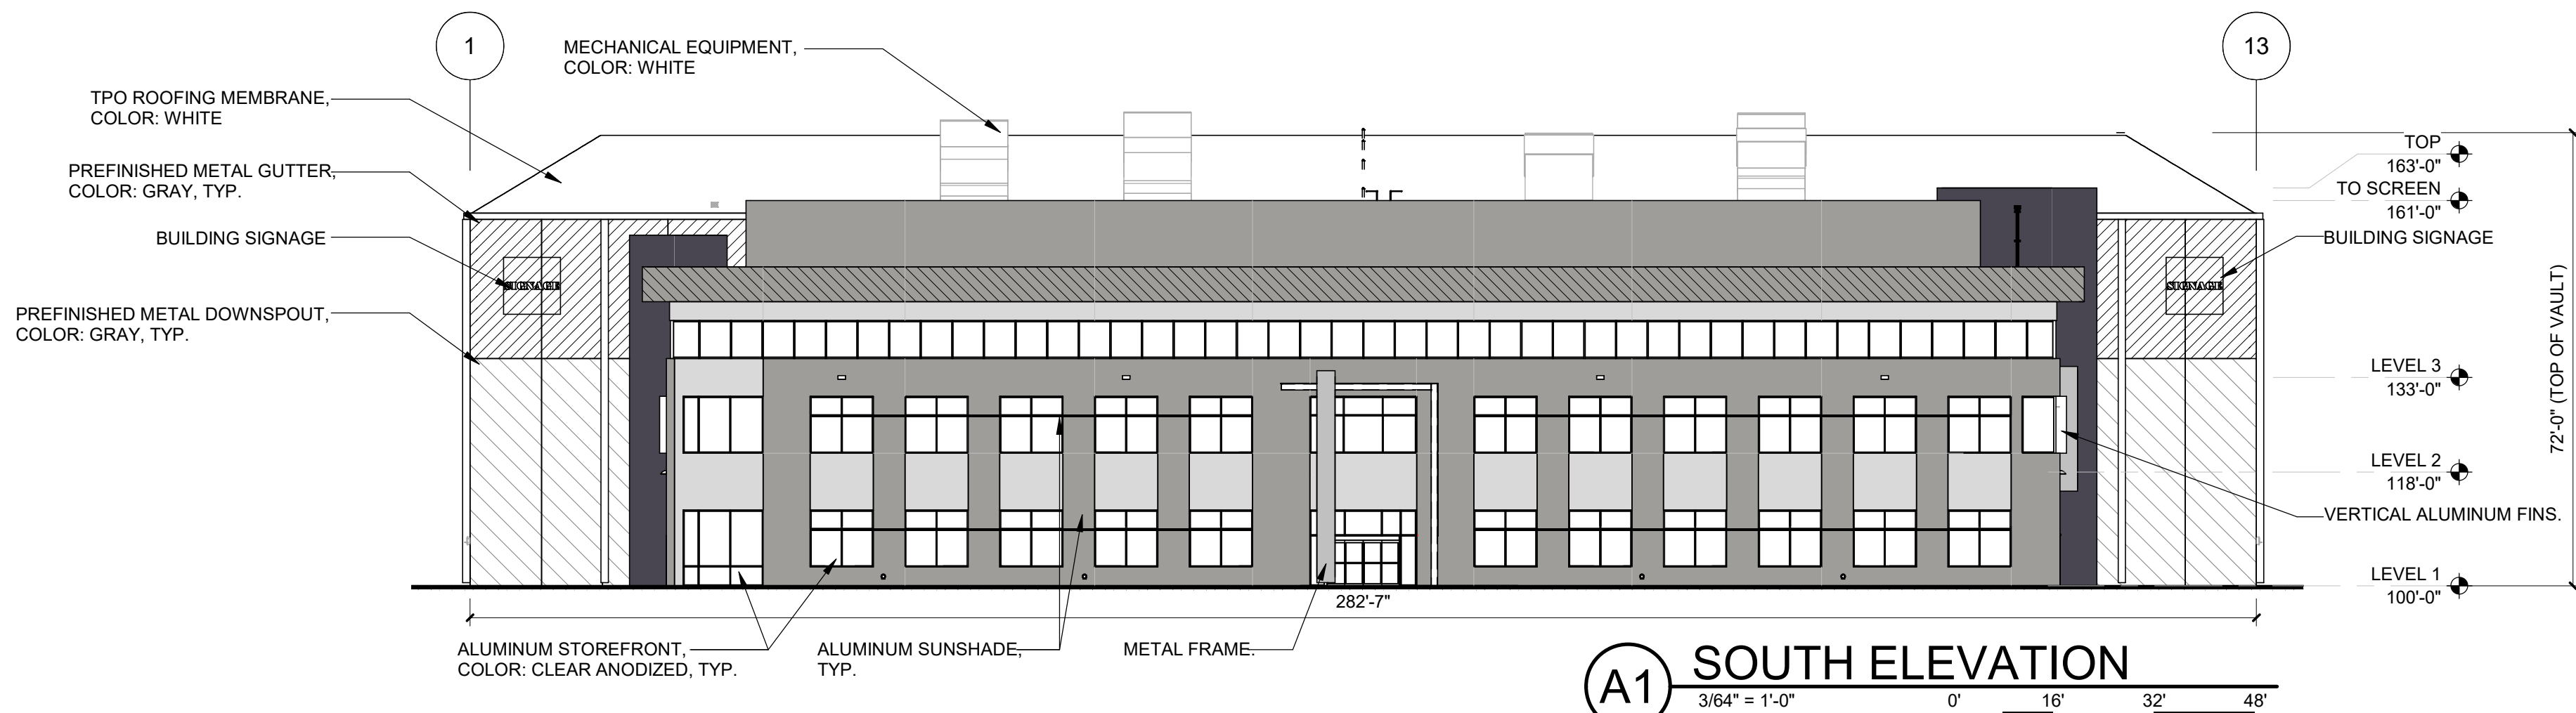 1
13
MECHANICAL EQUIPMENT,
COLOR: WHITE
TPO ROOFING MEMBRANE,
COLOR: WHITE
PREFINISHED METAL GUTTER,
COLOR: GRAY, TYP.
BUILDING SIGNAGE
PREFINISHED METAL DOWNSPOUT,
COLOR: GRAY, TYP.
SIGNAGE
SIGNAGE
TOP
163'-0"
TO SCREEN
161'-0"
BUILDING SIGNAGE
72'-0" (TOP OF VAULT)
LEVEL 3
133'-0"
LEVEL 2
118'-0"
VERTICAL ALUMINUM FINS.
LEVEL 1
100'-0"
282'-7"
ALUMINUM STOREFRONT,
COLOR: CLEAR ANODIZED, TYP.
ALUMINUM SUNSHADE,
TYP.
METAL FRAME.
A1
SOUTH ELEVATION
3/64" = 1'-0"
0' 16' 32' 48'